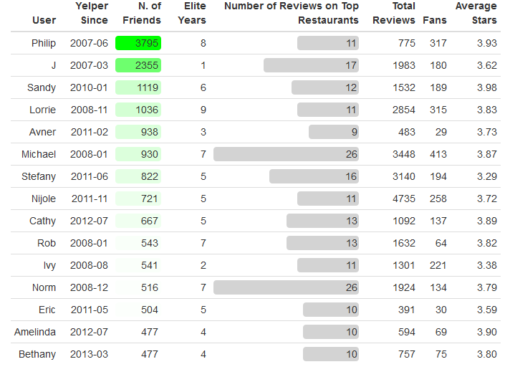 Yelper N. of Elite Number of Reviews on Top Total Average
User Since Friends Years Restaurants Reviews Fans Stars
Philip 2007-06 3795 8 11 775 317 3.93
J 2007-03 2355 1 17 1983 180 3.62
Sandy 2010-01 1119 6 12 1532 189 3.98
Lorrie 2008-11 1036 9 11 2854 315 3.83
Avner 2011-02 938 3 9 483 29 3.73
Michael 2008-01 930 7 26 3448 413 3.87
Stefany 2011-06 822 5 16 3140 194 3.29
Nijole 2011-11 721 5 11 4735 258 3.72
Cathy 2012-07 667 5 13 1092 137 3.89
Rob 2008-01 543 7 13 1632 64 3.82
Ivy 2008-08 541 2 11 1301 221 3.38
Norm 2008-12 516 7 26 1924 134 3.79
Eric 2011-05 504 5 10 391 30 3.59
Amelinda 2012-07 477 4 10 594 69 3.90
Bethany 2013-03 477 4 10 757 75 3.80